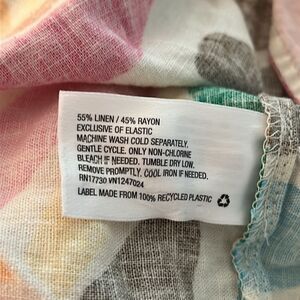 55% LINEN / 45% RAYON
EXCLUSIVE OF ELASTIC
MACHINE WASH COLD SEPARATELY.
GENTLE CYCLE. ONLY NON-CHLORINE
BLEACH IF NEEDED. TUMBLE DRY LOW.
REMOVE PROMPTLY. COOL IRON IF NEEDED.
RN17730 VN1247024
LABEL MADE FROM 100% RECYCLED PLASTIC